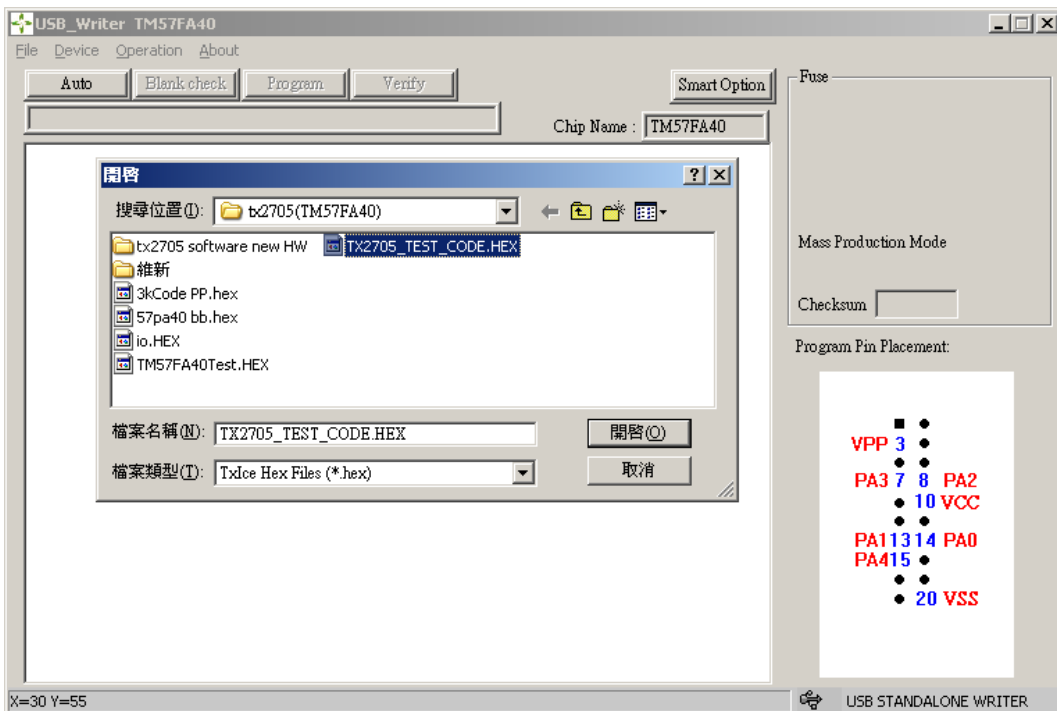 USB_Writer TM57FA40
File Device Operation About
Auto Blank check Program Verify Smart Option
Chip Name : TM57FA40
Fuse
Mass Production Mode
Checksum
開啓
搜尋位置(I): tx2705(TM57FA40)
tx2705 software new HW TX2705_TEST_CODE.HEX
維新
3kCode PP.hex
57pa40 bb.hex
io.HEX
TM57FA40Test.HEX
檔案名稱(N): TX2705_TEST_CODE.HEX 開啓(O)
檔案類型(T): TxIce Hex Files (*.hex) 取消
Program Pin Placement:
VPP 3
PA3 7 8 PA2
10 VCC
PA1 13 14 PA0
PA4 15
20 VSS
X=30 Y=55 USB STANDALONE WRITER